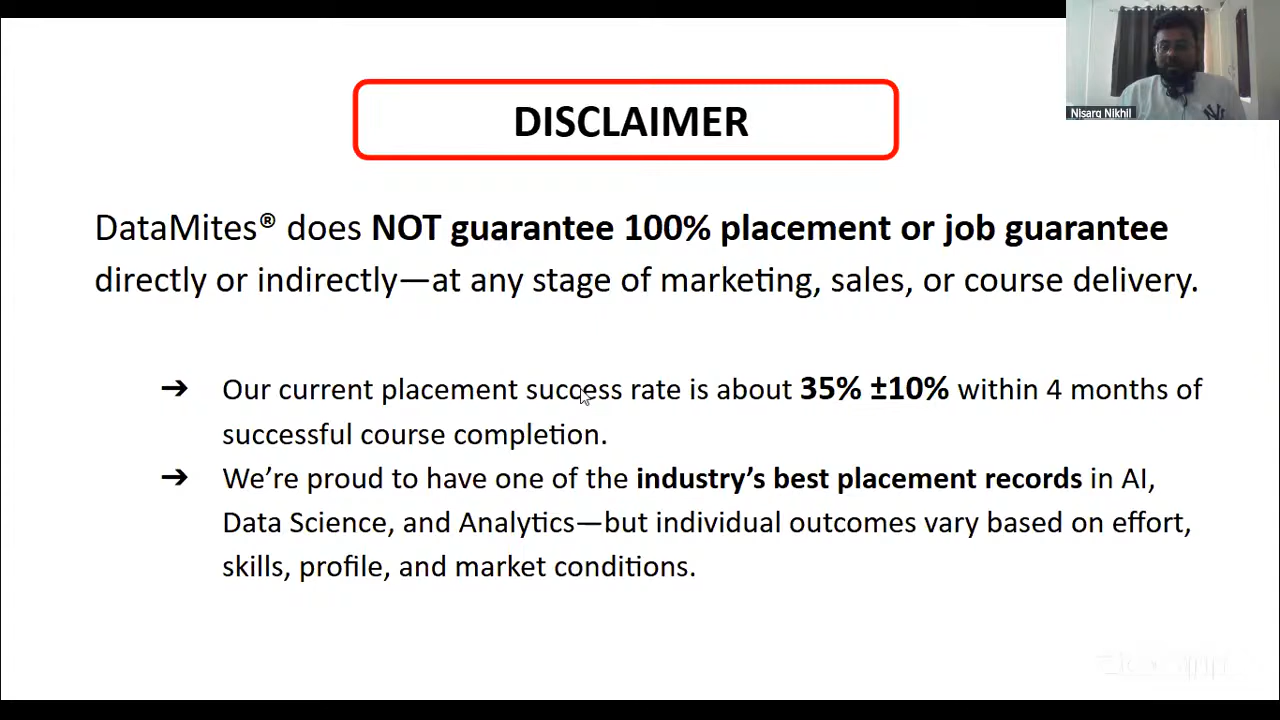 Nisarg Nikhil
DISCLAIMER
DataMites® does NOT guarantee 100% placement or job guarantee
directly or indirectly—at any stage of marketing, sales, or course delivery.
➔ Our current placement success rate is about 35% ±10% within 4 months of
successful course completion.
➔ We’re proud to have one of the industry’s best placement records in AI,
Data Science, and Analytics—but individual outcomes vary based on effort,
skills, profile, and market conditions.